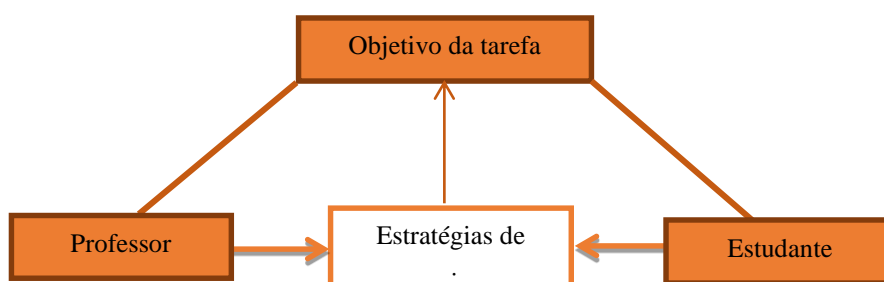 Objetivo da tarefa
Professor
Estratégias de
Estudante